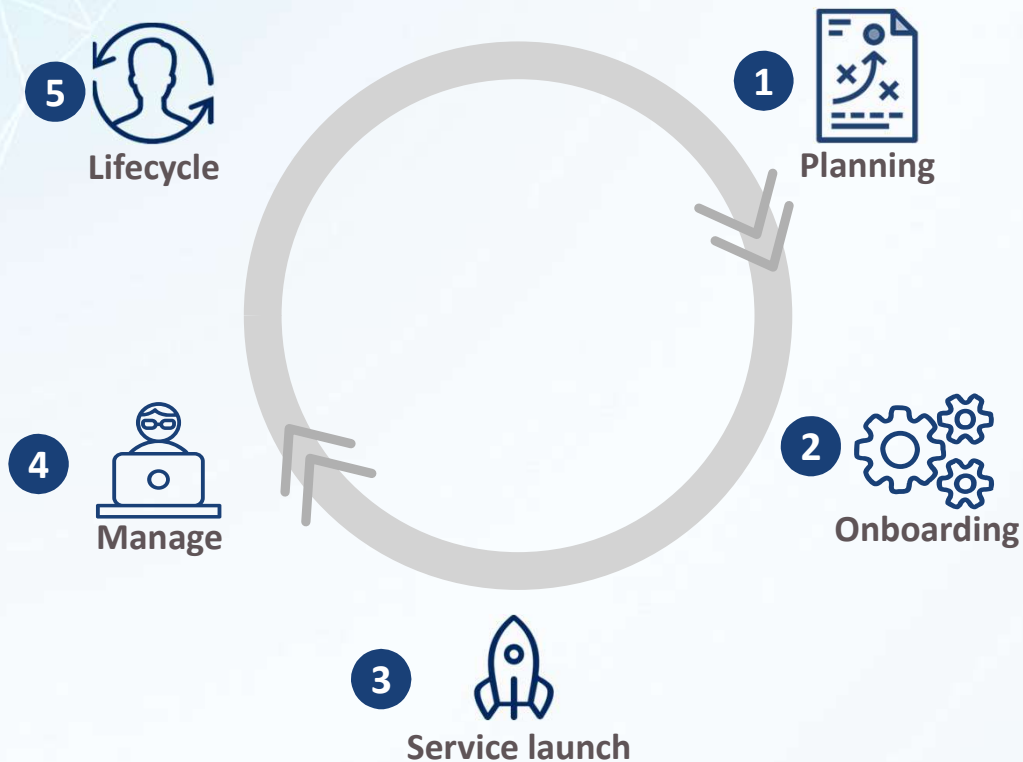 1
Planning
2
Onboarding
3
Service launch
4
Manage
5
Lifecycle